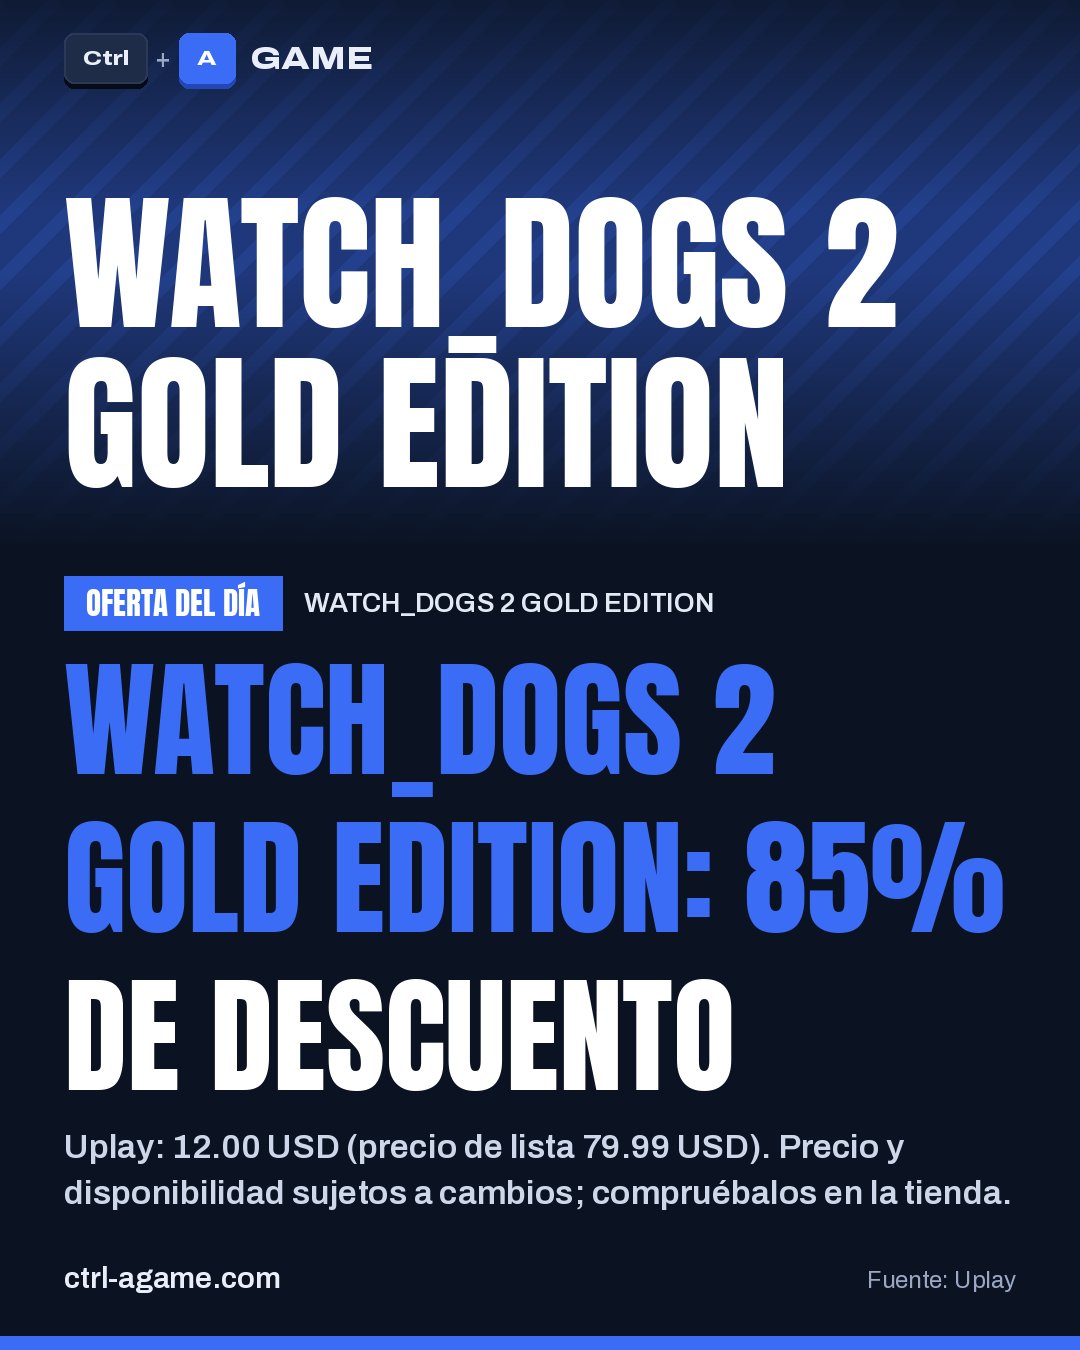 Ctrl + A GAME
WATCH_DOGS 2
GOLD EDITION
OFERTA DEL DÍA WATCH_DOGS 2 GOLD EDITION
WATCH_DOGS 2
GOLD EDITION: 85%
DE DESCUENTO
Uplay: 12.00 USD (precio de lista 79.99 USD). Precio y
disponibilidad sujetos a cambios; compruébalos en la tienda.
ctrl-agame.com Fuente: Uplay